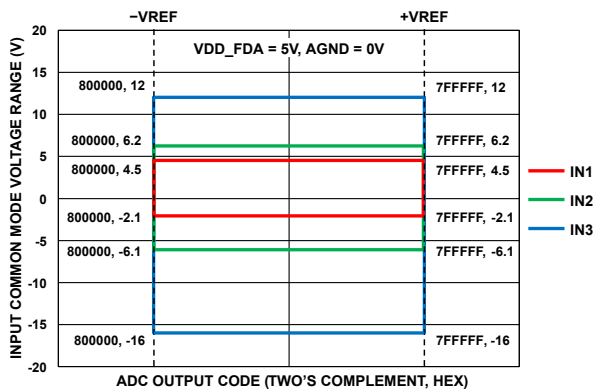 −VREF +VREF
VDD_FDA = 5V, AGND = 0V
INPUT COMMON MODE VOLTAGE RANGE (V)
20
15
10
5
0
-5
-10
-15
-20
800000, 12 7FFFFF, 12
800000, 6.2 7FFFFF, 6.2
800000, 4.5 7FFFFF, 4.5
800000, -2.1 7FFFFF, -2.1
800000, -6.1 7FFFFF, -6.1
800000, -16 7FFFFF, -16
IN1
IN2
IN3
ADC OUTPUT CODE (TWO'S COMPLEMENT, HEX)